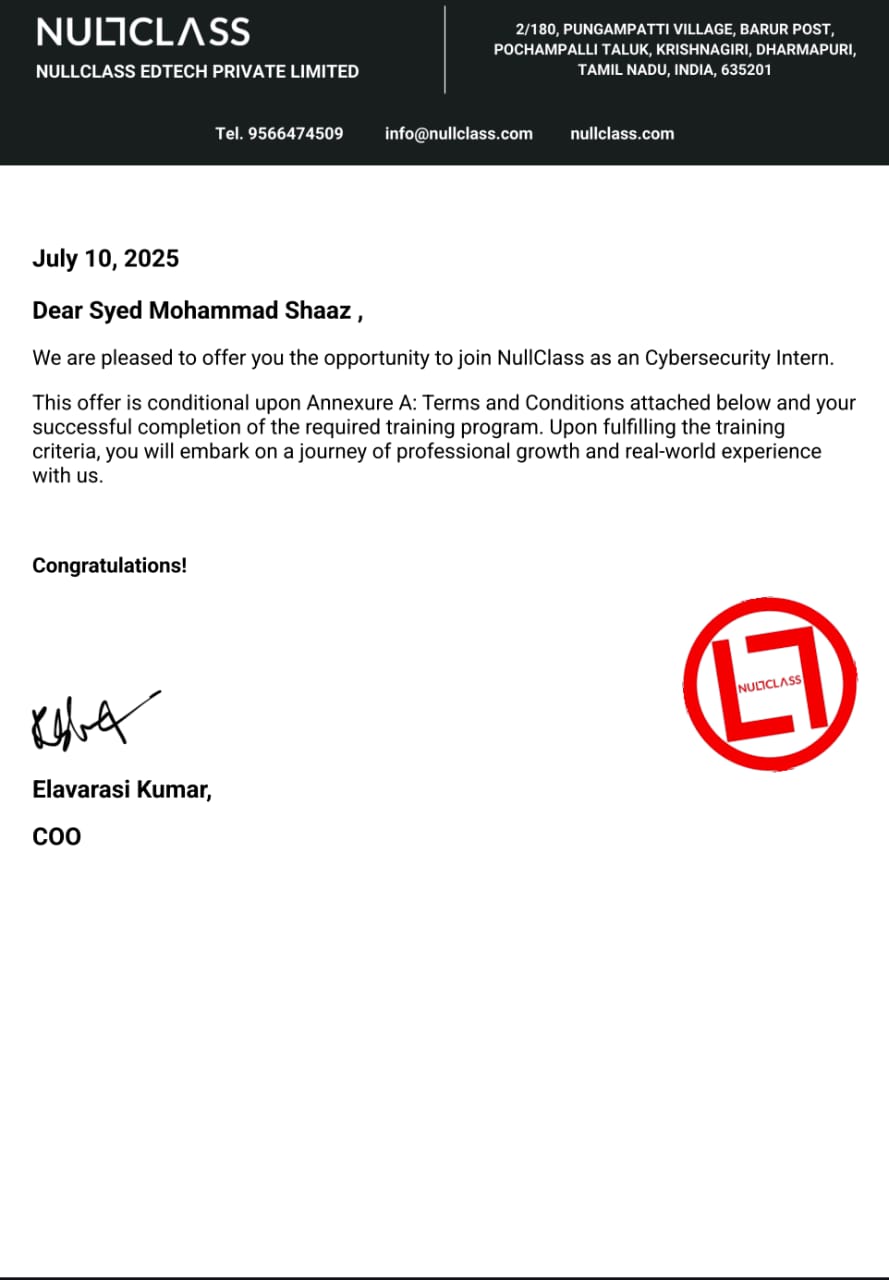 NULLCLASS
NULLCLASS EDTECH PRIVATE LIMITED
2/180, PUNGAMPATTI VILLAGE, BARUR POST,
POCHAMPALLI TALUK, KRISHNAGIRI, DHARMAPURI,
TAMIL NADU, INDIA, 635201
Tel. 9566474509 info@nullclass.com nullclass.com
July 10, 2025
Dear Syed Mohammad Shaaz ,
We are pleased to offer you the opportunity to join NullClass as an Cybersecurity Intern.
This offer is conditional upon Annexure A: Terms and Conditions attached below and your
successful completion of the required training program. Upon fulfilling the training
criteria, you will embark on a journey of professional growth and real-world experience
with us.
Congratulations!
NULLCLASS
Elavarasi Kumar,
COO